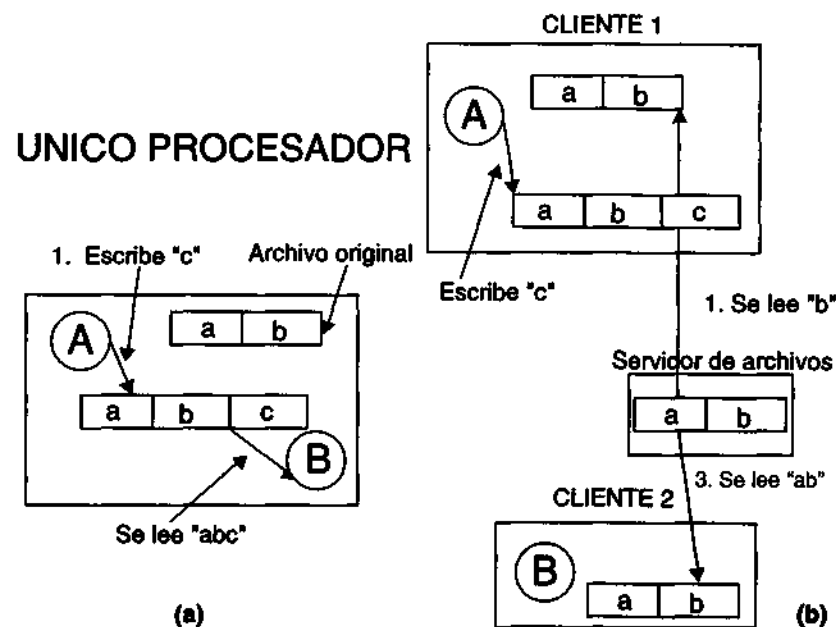 UNICO PROCESADOR
1. Escribe "c"
Archivo original
A
a b
a b c
B
Se lee "abc"
(a)
CLIENTE 1
A
a b
a b c
Escribe "c"
1. Se lee "b"
Servidor de archivos
a b
3. Se lee "ab"
CLIENTE 2
B
a b
(b)